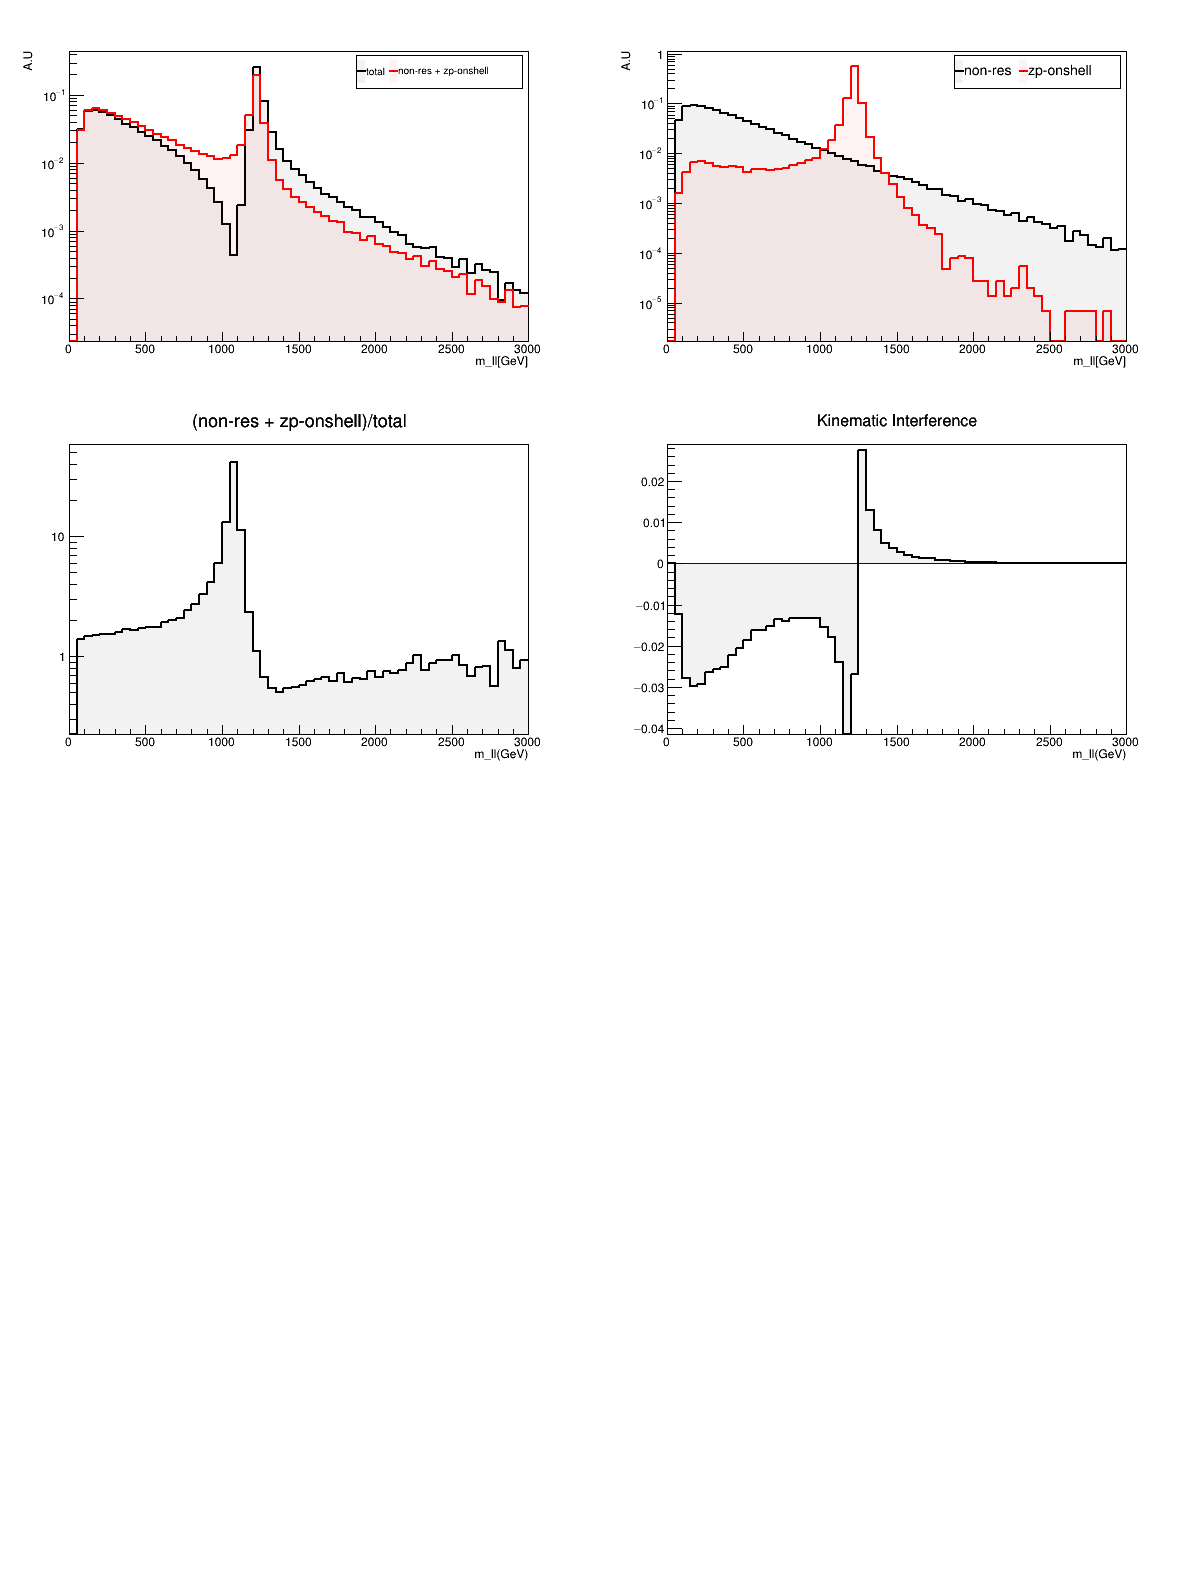 A.U
total non-res + zp-onshell
10^-1
10^-2
10^-3
10^-4
0 500 1000 1500 2000 2500 3000
m_ll[GeV]
A.U
non-res zp-onshell
1
10^-1
10^-2
10^-3
10^-4
10^-5
0 500 1000 1500 2000 2500 3000
m_ll[GeV]
(non-res + zp-onshell)/total
10
1
0 500 1000 1500 2000 2500 3000
m_ll(GeV)
Kinematic Interference
0.02
0.01
0
−0.01
−0.02
−0.03
−0.04
0 500 1000 1500 2000 2500 3000
m_ll(GeV)